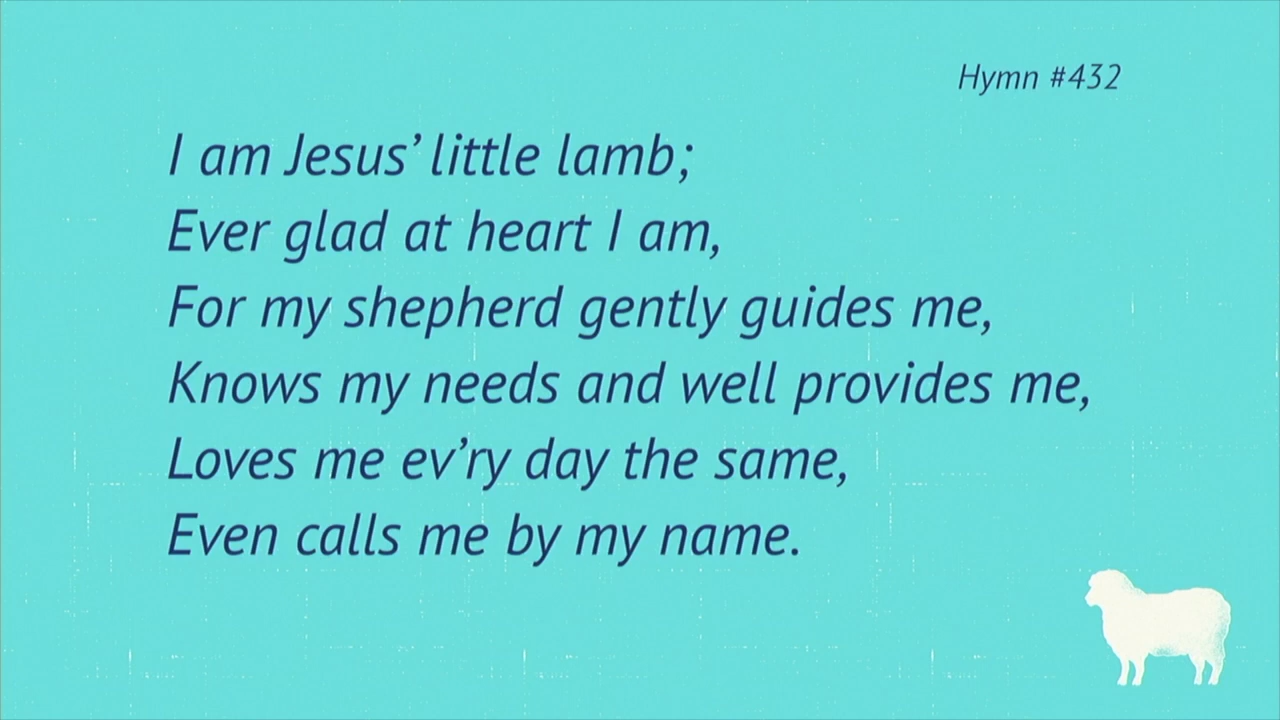 Hymn #432
I am Jesus’ little lamb;
Ever glad at heart I am,
For my shepherd gently guides me,
Knows my needs and well provides me,
Loves me ev’ry day the same,
Even calls me by my name.